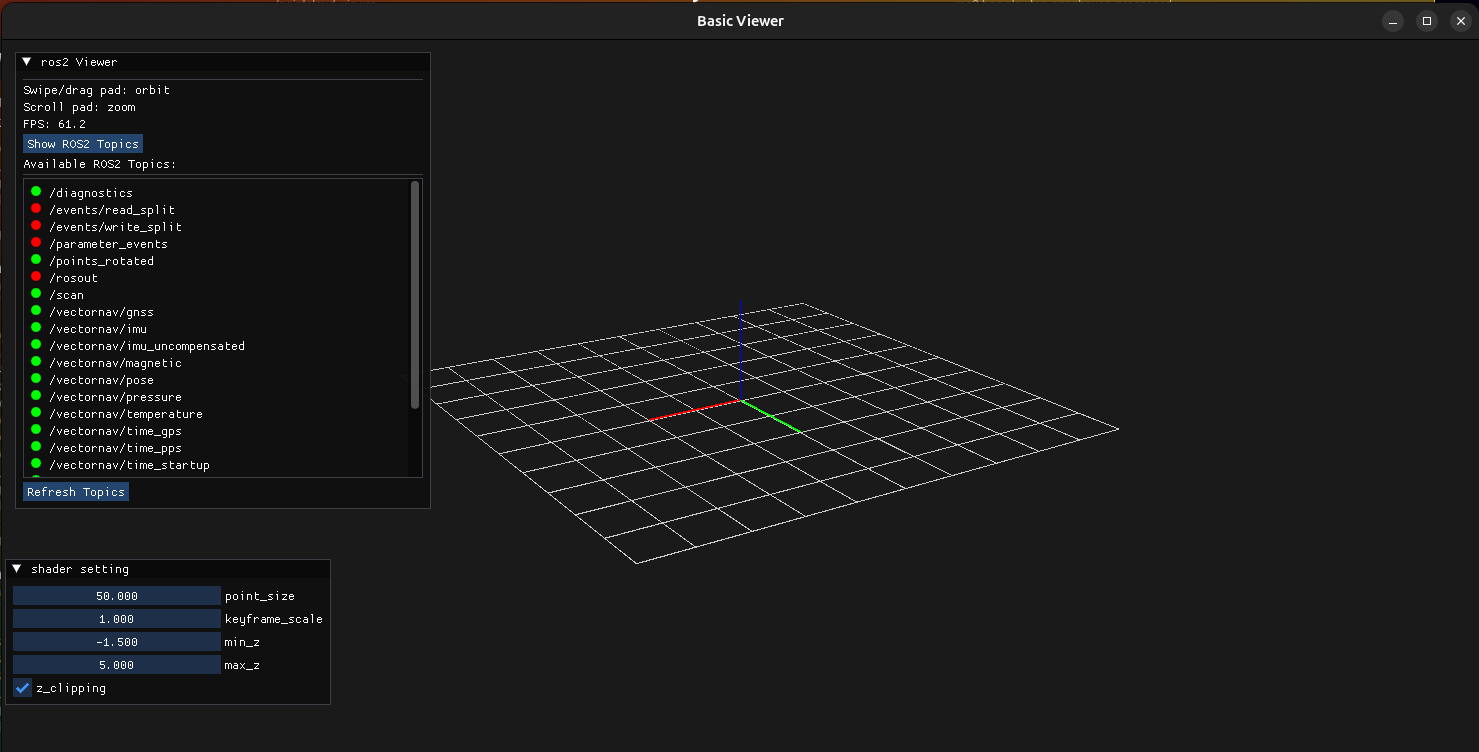 Basic Viewer
ros2 Viewer
Swipe/drag pad: orbit
Scroll pad: zoom
FPS: 61.2
Show ROS2 Topics
Available ROS2 Topics:
/diagnostics
/events/read_split
/events/write_split
/parameter_events
/points_rotated
/rosout
/scan
/vectornav/gnss
/vectornav/imu
/vectornav/imu_uncompensated
/vectornav/magnetic
/vectornav/pose
/vectornav/pressure
/vectornav/temperature
/vectornav/time_gps
/vectornav/time_pps
/vectornav/time_startup
Refresh Topics
shader setting
50.000 point_size
1.000 keyframe_scale
-1.500 min_z
5.000 max_z
z_clipping